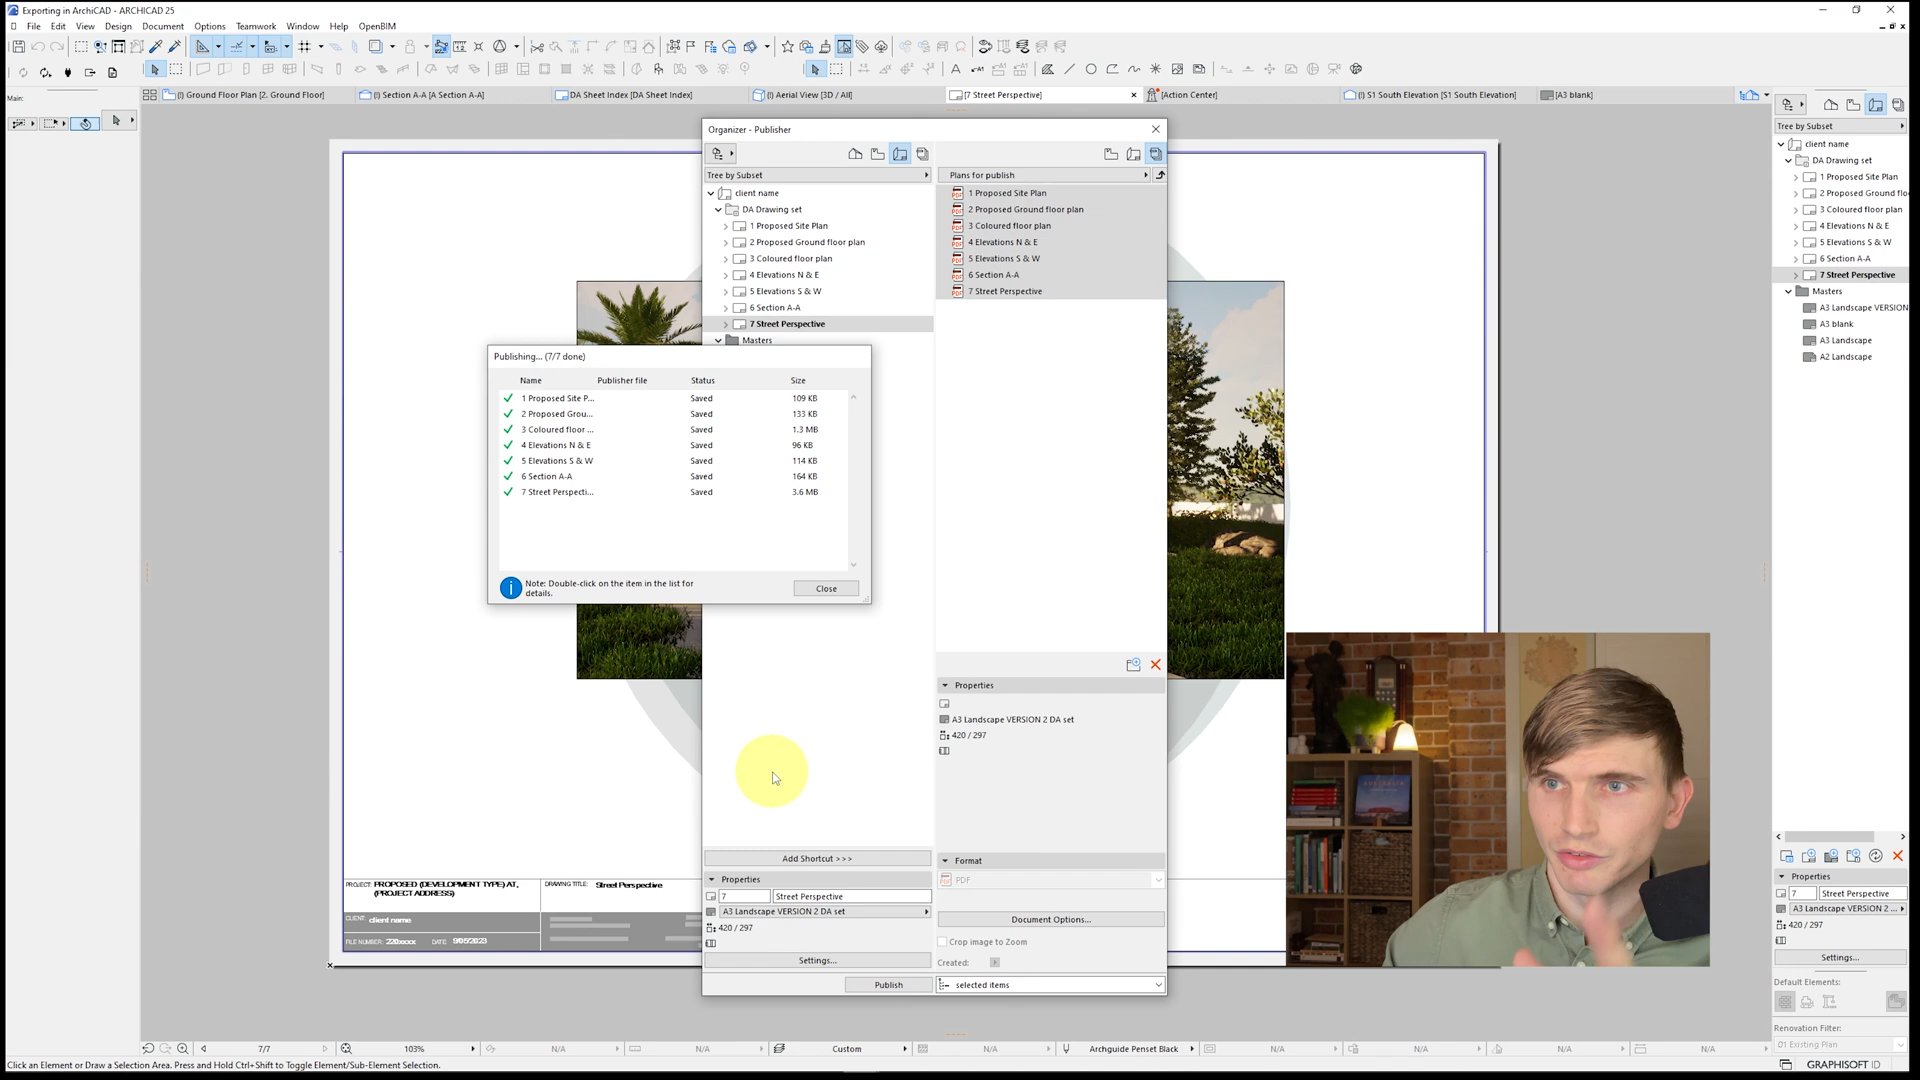 Exporting in ArchiCAD - ARCHICAD 25
File Edit View Design Document Options Teamwork Window Help OpenBIM
Main:
(!) Ground Floor Plan [2. Ground Floor]
(!) Section A-A [A Section A-A]
DA Sheet Index [DA Sheet Index]
(!) Aerial View [3D / All]
[7 Street Perspective]
[Action Center]
(!) S1 South Elevation [S1 South Elevation]
[A3 blank]
Organizer - Publisher
Tree by Subset
client name
DA Drawing set
1 Proposed Site Plan
2 Proposed Ground floor plan
3 Coloured floor plan
4 Elevations N & E
5 Elevations S & W
6 Section A-A
7 Street Perspective
Masters
Plans for publish
1 Proposed Site Plan
2 Proposed Ground floor plan
3 Coloured floor plan
4 Elevations N & E
5 Elevations S & W
6 Section A-A
7 Street Perspective
Publishing... (7/7 done)
Name Publisher file Status Size
1 Proposed Site P... Saved 109 KB
2 Proposed Grou... Saved 133 KB
3 Coloured floor ... Saved 1.3 MB
4 Elevations N & E Saved 96 KB
5 Elevations S & W Saved 114 KB
6 Section A-A Saved 164 KB
7 Street Perspecti... Saved 3.6 MB
Note: Double-click on the item in the list for
details.
Close
Properties
A3 Landscape VERSION 2 DA set
420 / 297
Add Shortcut >>>
Properties
7 Street Perspective
A3 Landscape VERSION 2 DA set
420 / 297
Settings...
Format
PDF
Document Options...
Crop image to Zoom
Created:
Publish
selected items
PROJECT: PROPOSED (DEVELOPMENT TYPE) AT,
(PROJECT ADDRESS)
DRAWING TITLE: Street Perspective
CLIENT: client name
FILE NUMBER: 220xxxx DATE: 9/05/2023
Tree by Subset
client name
DA Drawing set
1 Proposed Site Plan
2 Proposed Ground flo
3 Coloured floor plan
4 Elevations N & E
5 Elevations S & W
6 Section A-A
7 Street Perspective
Masters
A3 Landscape VERSION
A3 blank
A3 Landscape
A2 Landscape
Properties
7 Street Perspective
A3 Landscape VERSION 2 ...
420 / 297
Settings...
Default Elements:
Renovation Filter:
01 Existing Plan
7/7 103% N/A N/A Custom N/A Archguide Penset Black N/A N/A N/A N/A
Click an Element or Draw a Selection Area. Press and Hold Ctrl+Shift to Toggle Element/Sub-Element Selection.
GRAPHISOFT ID